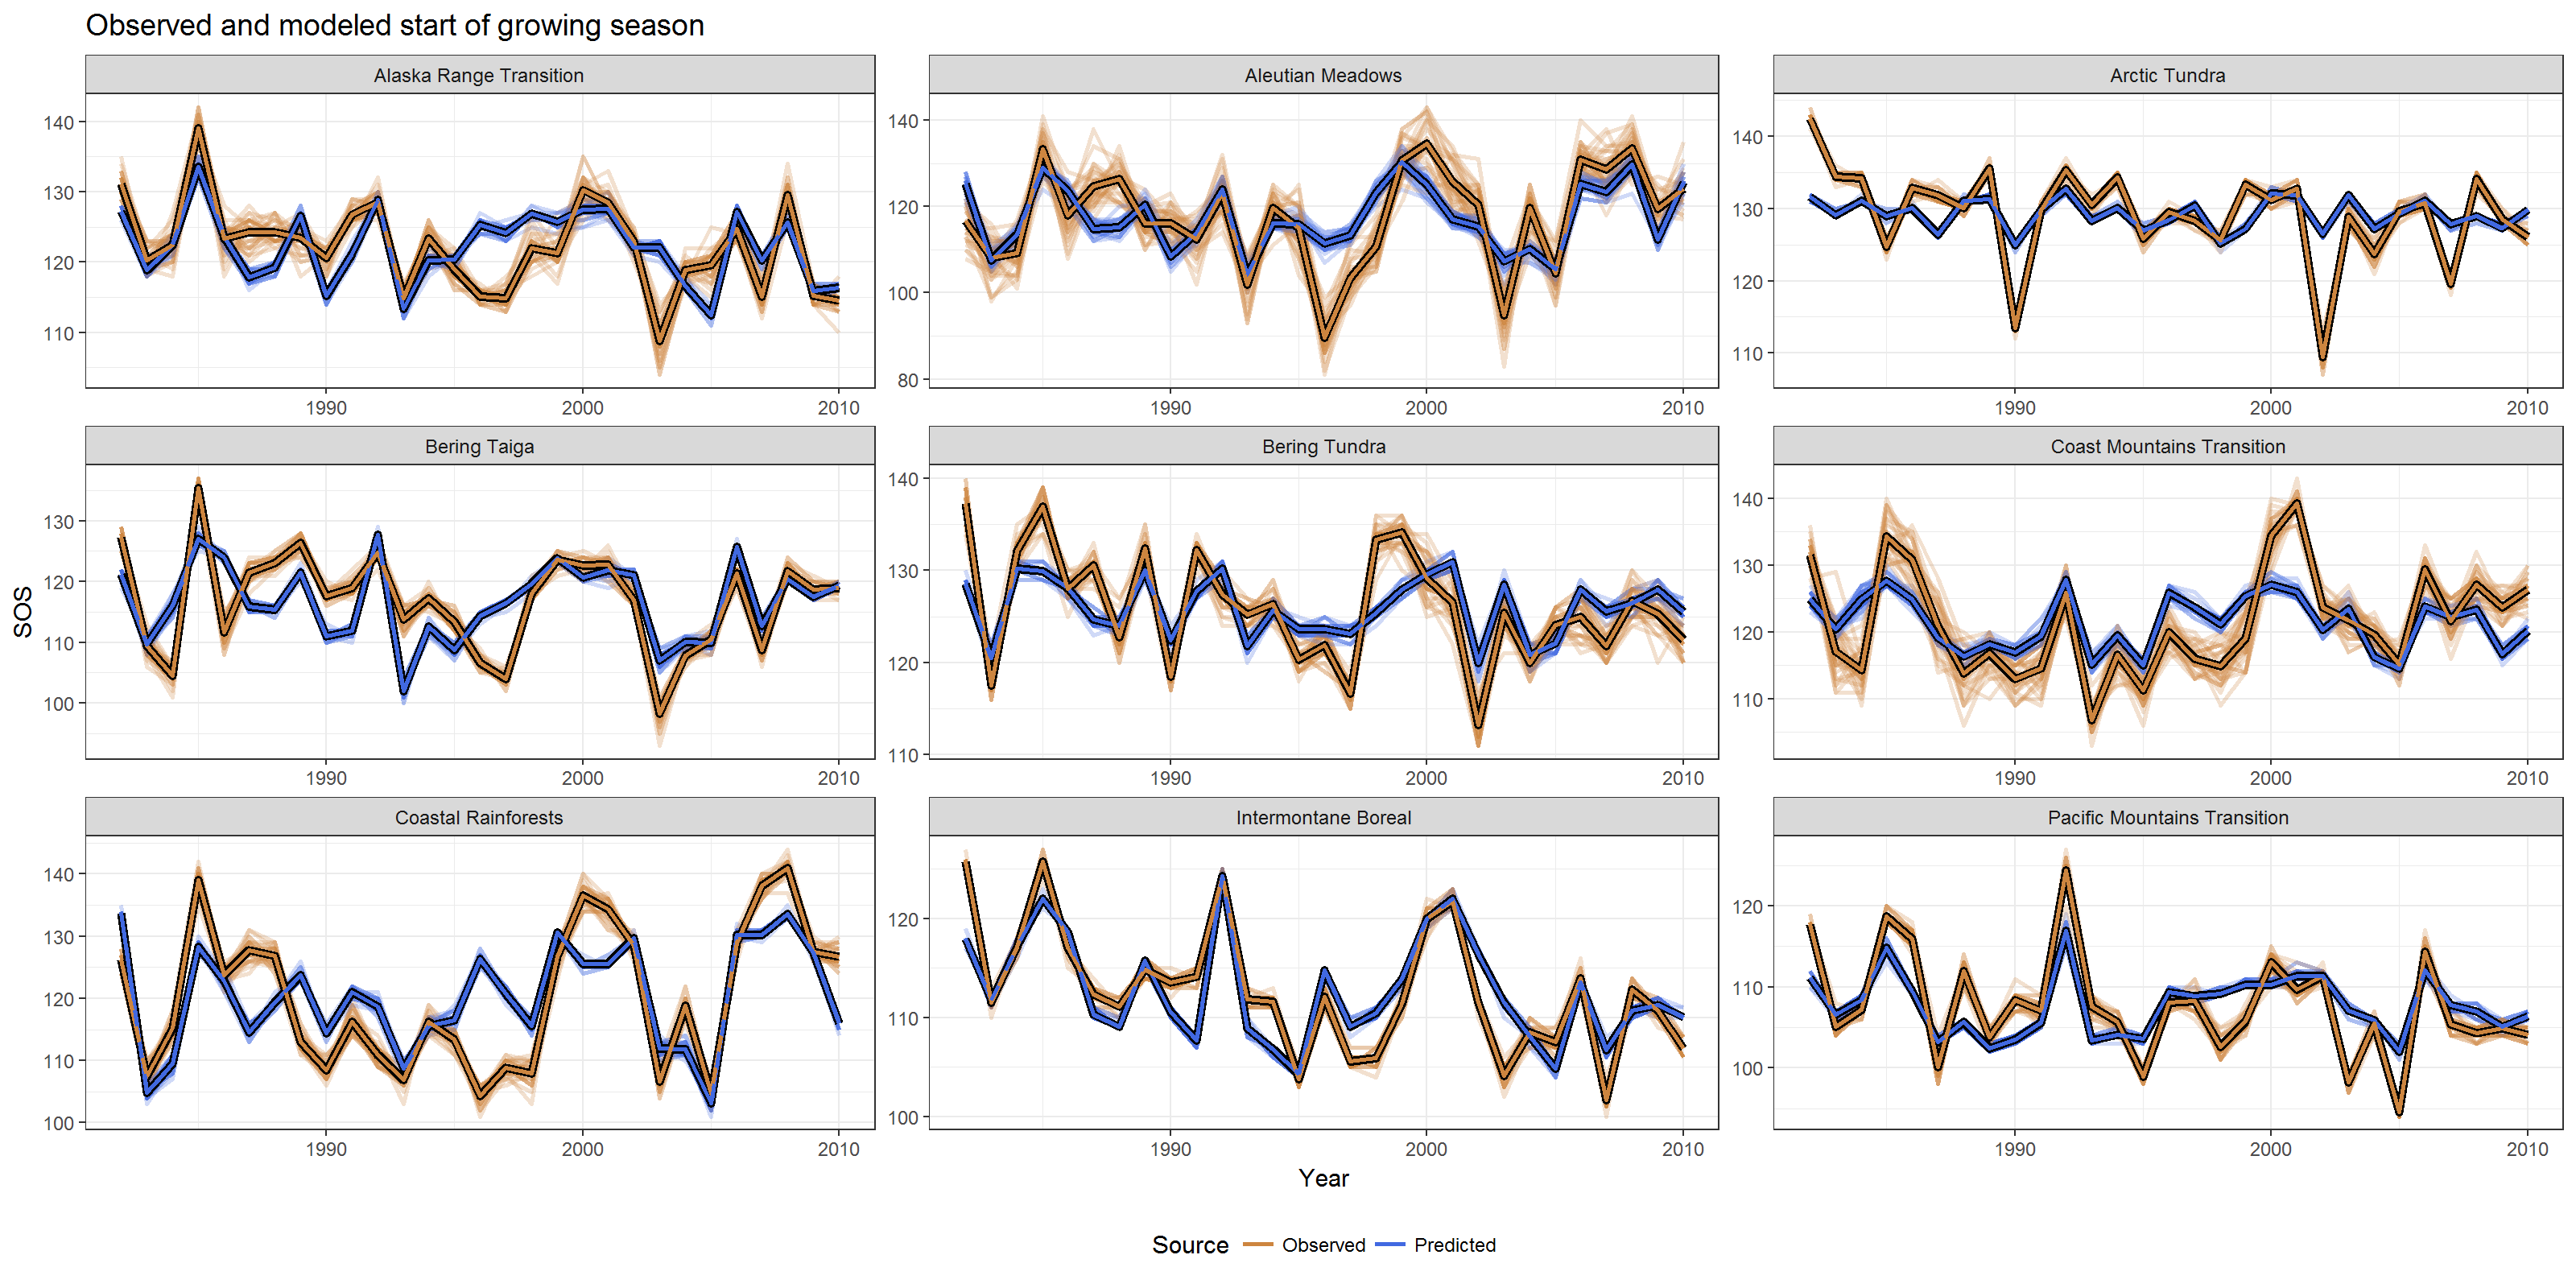 Observed and modeled start of growing season
Alaska Range Transition
Aleutian Meadows
Arctic Tundra
140
130
120
110
140
120
100
80
140
130
120
110
1990 2000 2010
1990 2000 2010
1990 2000 2010
Bering Taiga
Bering Tundra
Coast Mountains Transition
130
120
110
100
140
130
120
110
140
130
120
110
1990 2000 2010
1990 2000 2010
1990 2000 2010
SOS
Coastal Rainforests
Intermontane Boreal
Pacific Mountains Transition
140
130
120
110
100
120
110
100
120
110
100
1990 2000 2010
1990 2000 2010
1990 2000 2010
Year
Source Observed Predicted